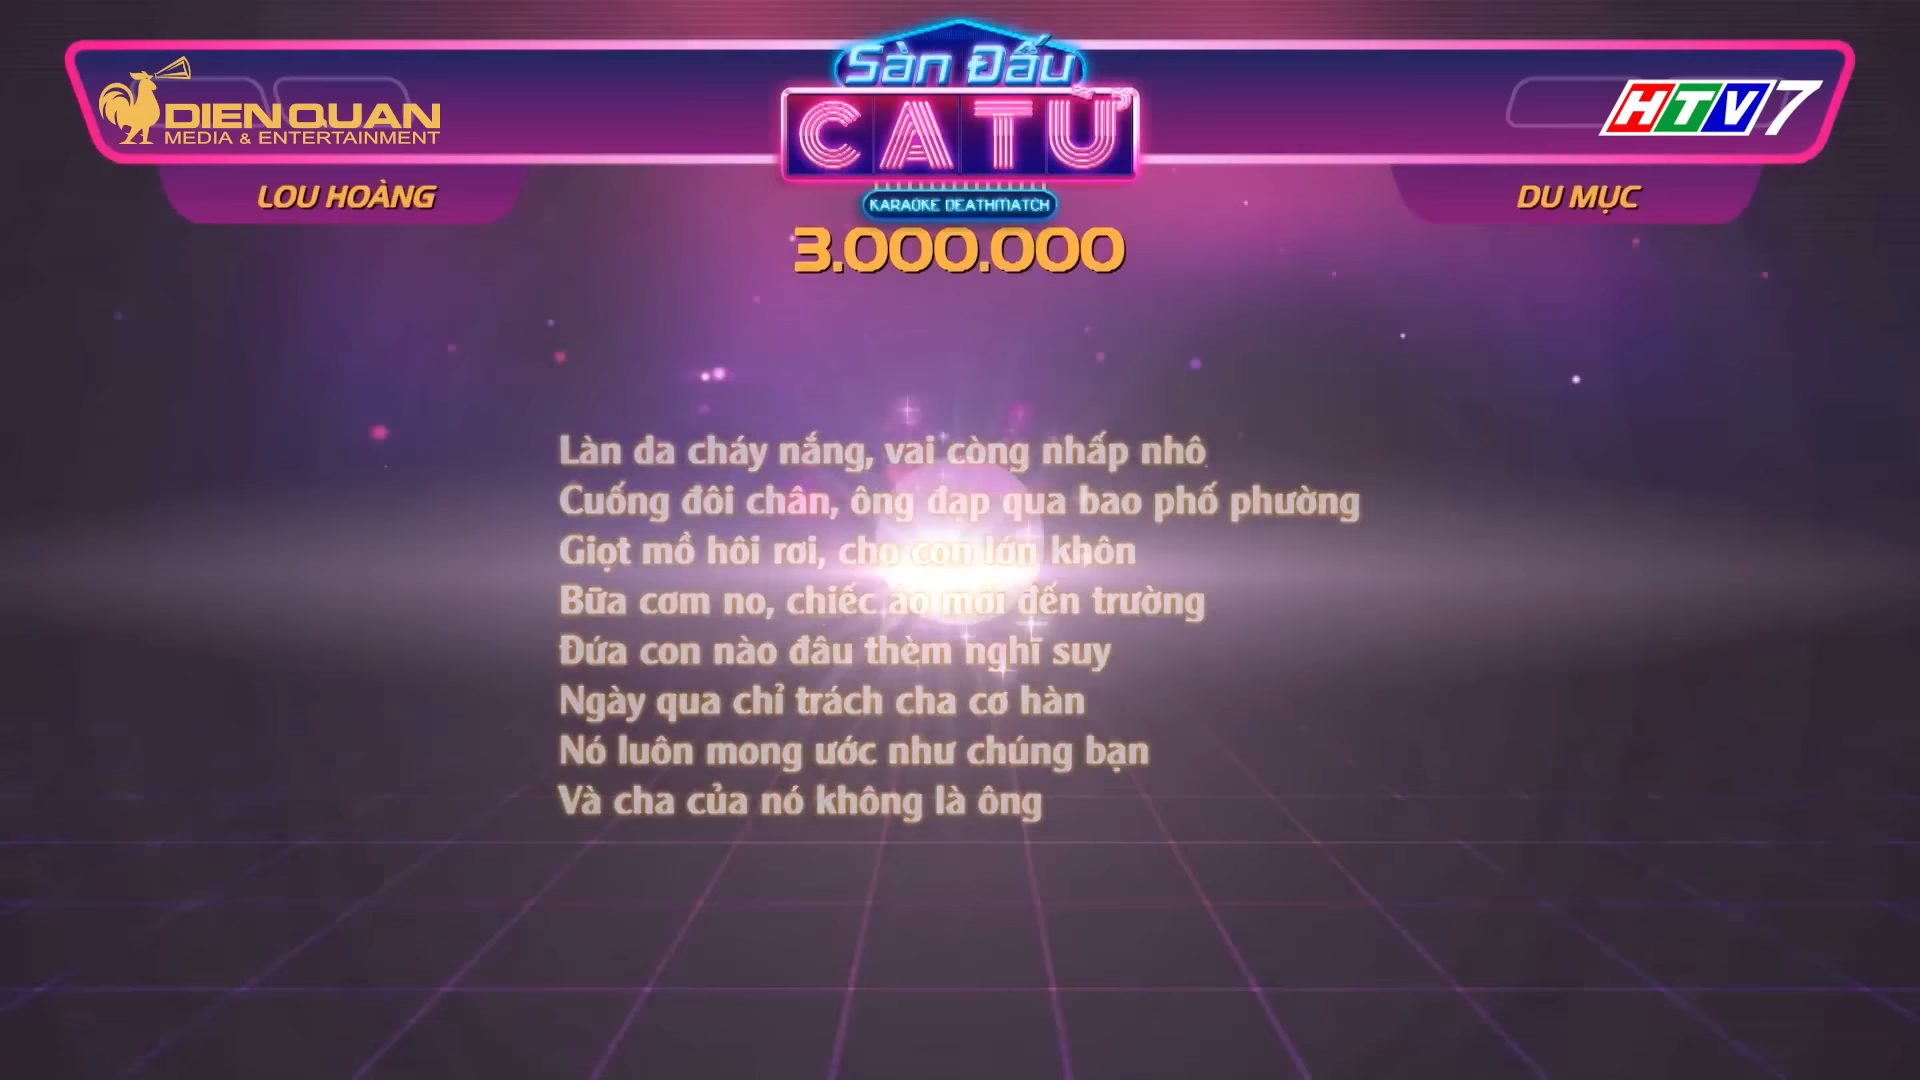 Sàn Đấu
CA TỪ
KARAOKE DEATHMATCH
DIEN QUAN
MEDIA & ENTERTAINMENT
HTV7
LOU HOÀNG
DU MỤC
3.000.000
Làn da cháy nắng, vai còng nhấp nhô
Cuống đôi chân, ông đạp qua bao phố phường
Giọt mồ hôi rơi, cho con lớn khôn
Bữa cơm no, chiếc áo mới đến trường
Đứa con nào đâu thèm nghĩ suy
Ngày qua chỉ trách cha cơ hàn
Nó luôn mong ước như chúng bạn
Và cha của nó không là ông